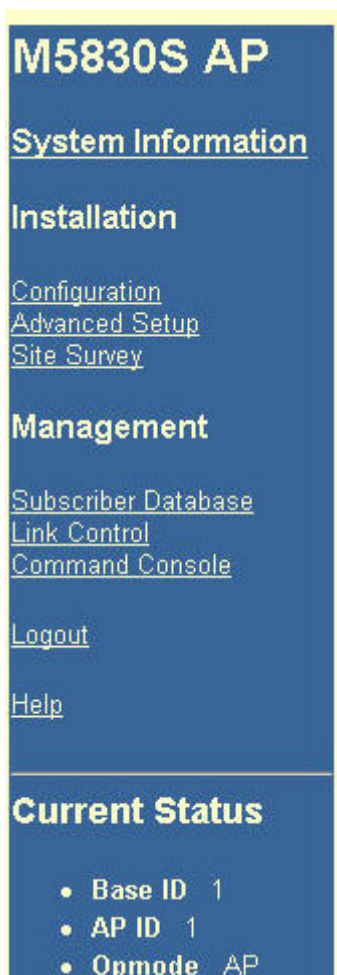 M5830S AP
System Information
Installation
Configuration
Advanced Setup
Site Survey
Management
Subscriber Database
Link Control
Command Console
Logout
Help
Current Status
• Base ID 1
• AP ID 1
• Opmode AP